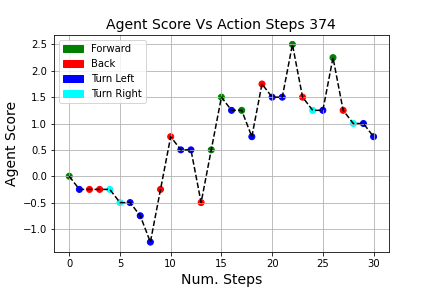 Agent Score Vs Action Steps 374
Agent Score
2.5
2.0
1.5
1.0
0.5
0.0
−0.5
−1.0
Forward
Back
Turn Left
Turn Right
0 5 10 15 20 25 30
Num. Steps